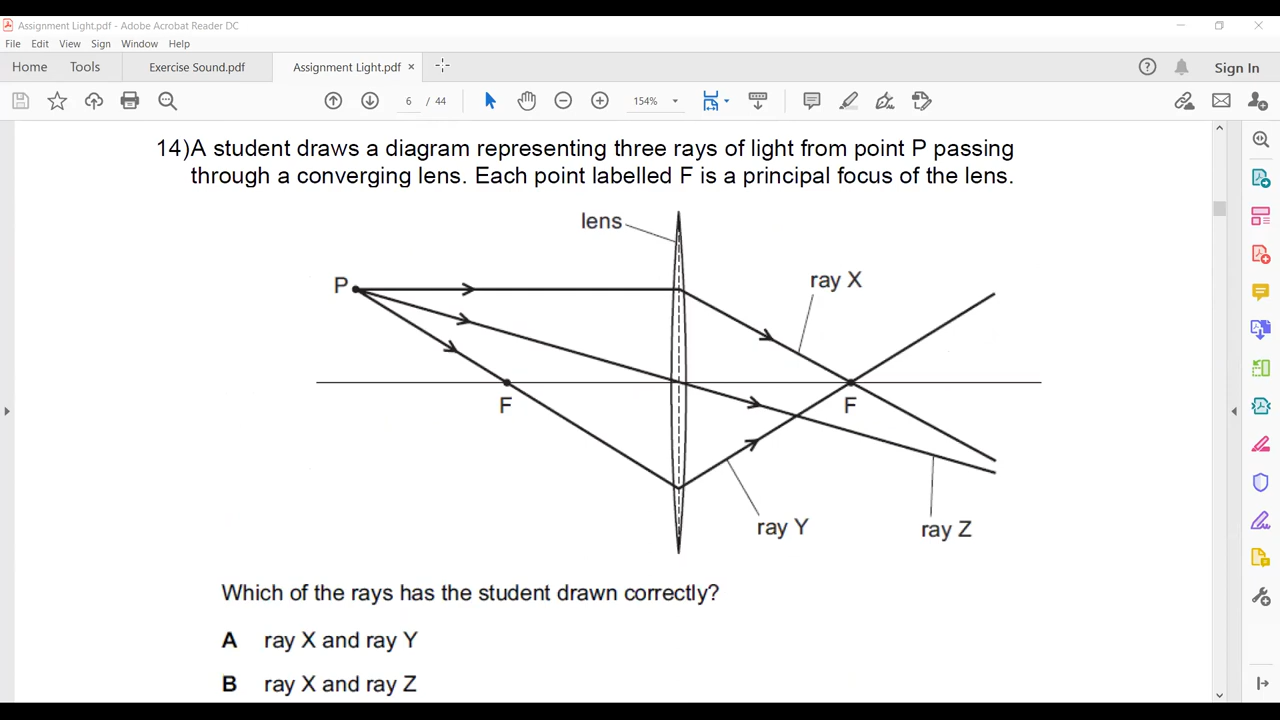 Assignment Light.pdf - Adobe Acrobat Reader DC
File Edit View Sign Window Help
Home Tools Exercise Sound.pdf Assignment Light.pdf × Sign In
6 / 44 154%
14)A student draws a diagram representing three rays of light from point P passing
through a converging lens. Each point labelled F is a principal focus of the lens.
lens
P
ray X
F
F
ray Y
ray Z
Which of the rays has the student drawn correctly?
A ray X and ray Y
B ray X and ray Z